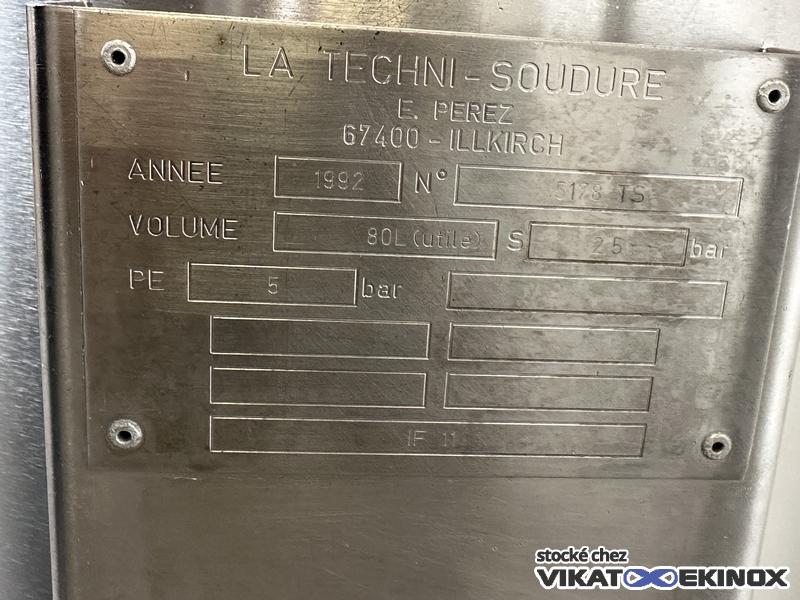 LA TECHNI-SOUDURE
E. PEREZ
67400 - ILLKIRCH
ANNEE 1992 N° 5178 TS
VOLUME 80L (utile) S 2.5 bar
PE 5 bar
IF 11
stocké chez
VIKAT EKINOX